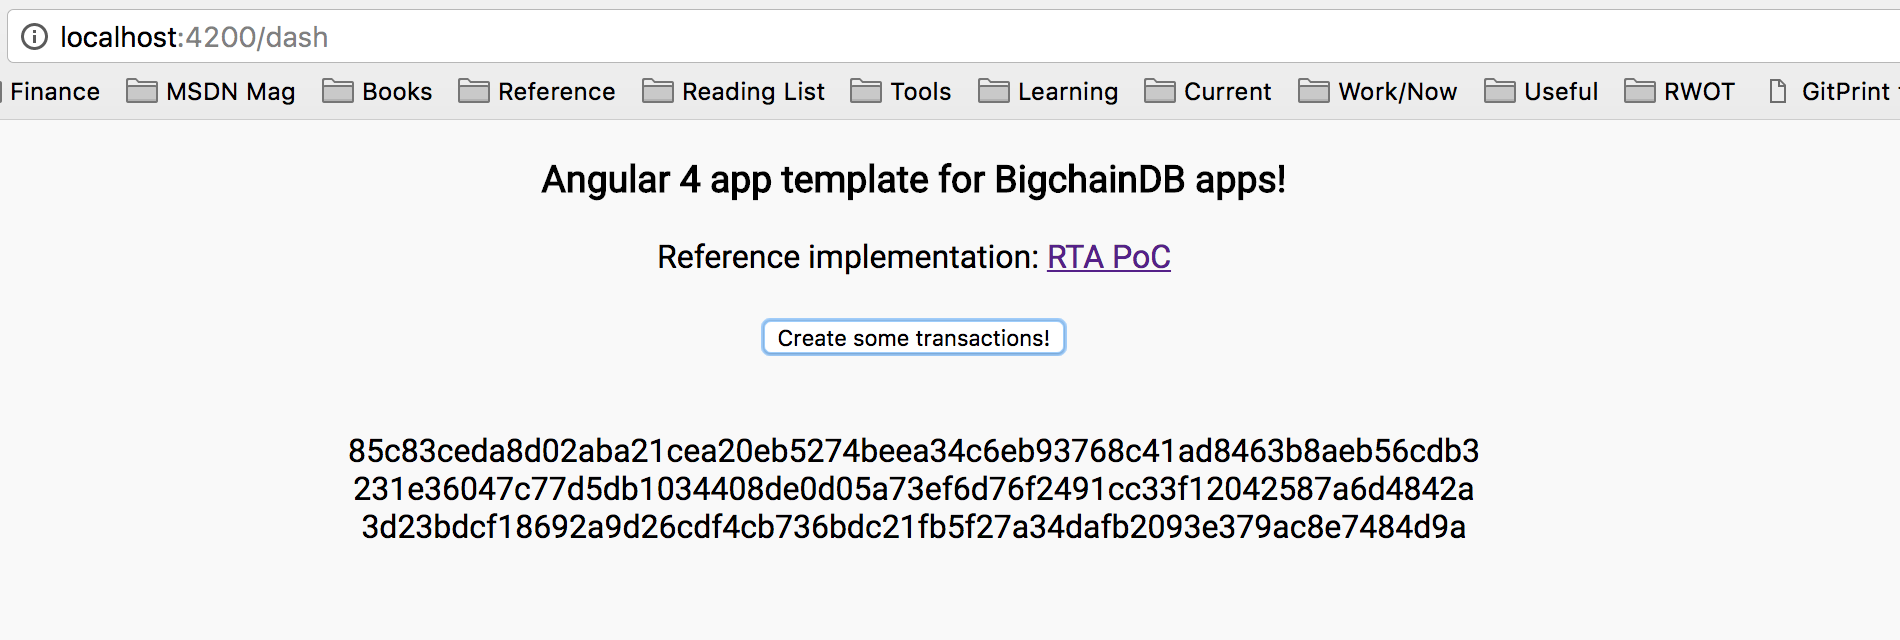 localhost:4200/dash
Finance MSDN Mag Books Reference Reading List Tools Learning Current Work/Now Useful RWOT GitPrint
Angular 4 app template for BigchainDB apps!
Reference implementation: RTA PoC
Create some transactions!
85c83ceda8d02aba21cea20eb5274beea34c6eb93768c41ad8463b8aeb56cdb3
231e36047c77d5db1034408de0d05a73ef6d76f2491cc33f12042587a6d4842a
3d23bdcf18692a9d26cdf4cb736bdc21fb5f27a34dafb2093e379ac8e7484d9a